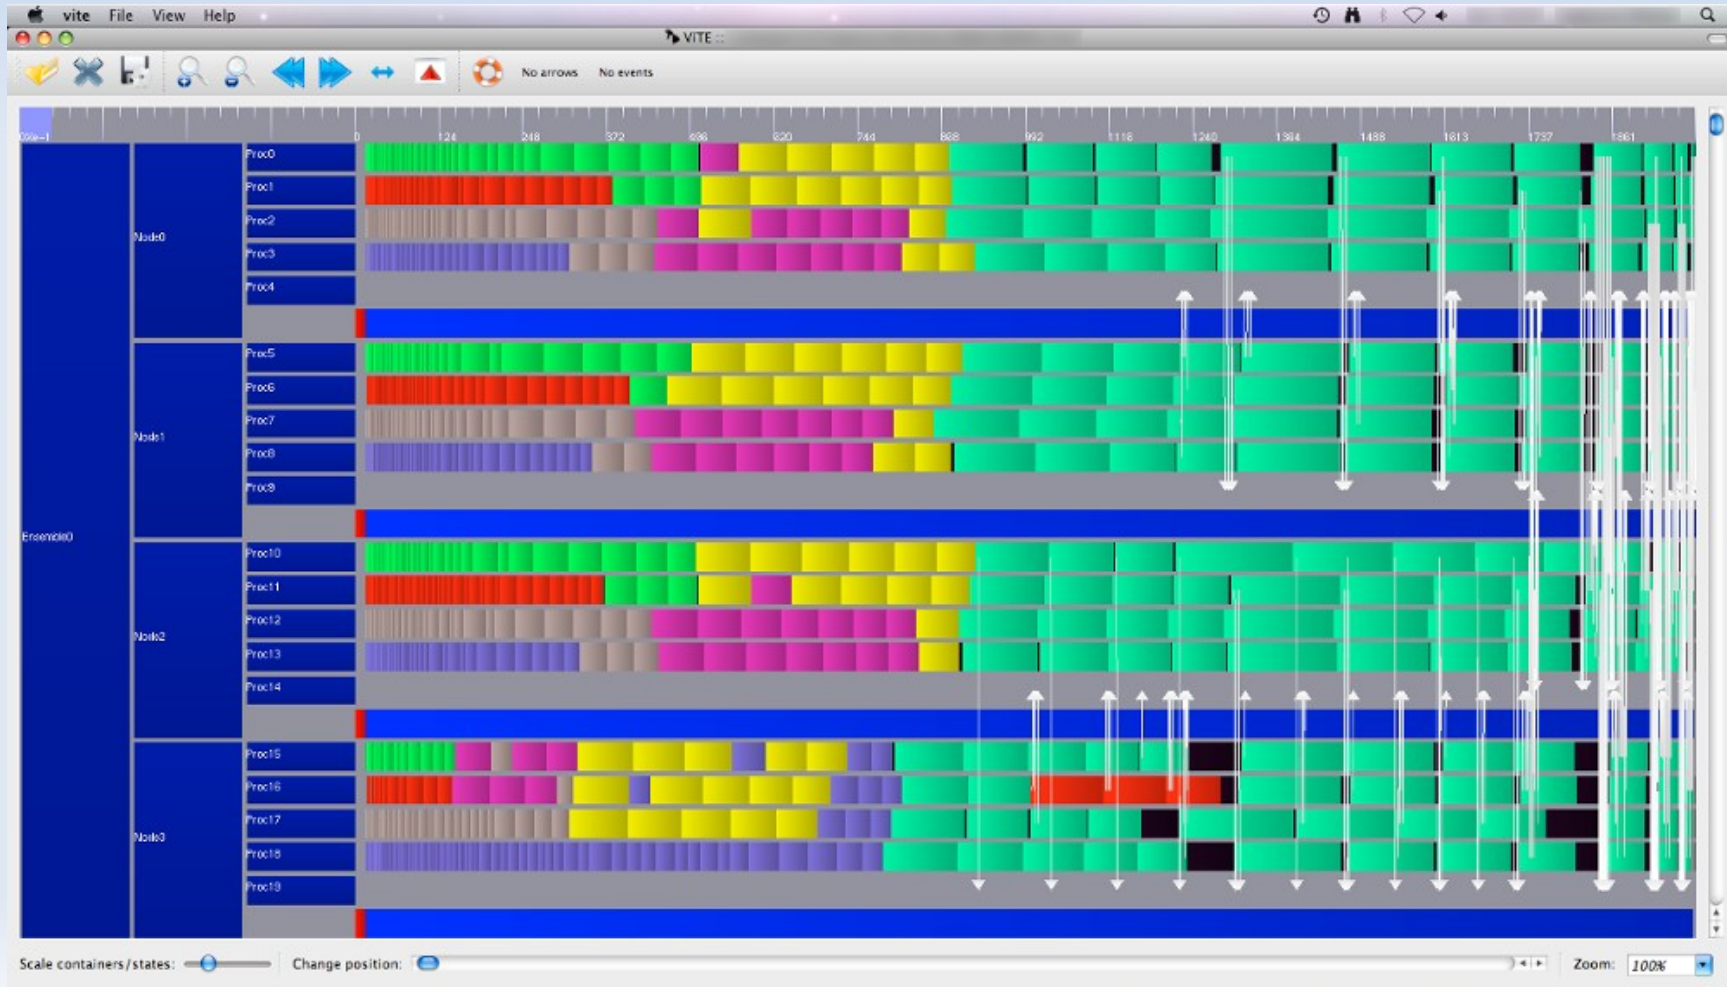 vite File View Help
VITE ::
No arrows No events
0 124 248 372 496 620 744 868 992 1116 1240 1364 1488 1613 1737 1861
Proc0
Proc1
Proc2
Node0
Proc3
Proc4
Proc5
Proc6
Proc7
Node1
Proc8
Proc9
Ensemble0
Proc10
Proc11
Proc12
Node2
Proc13
Proc14
Proc15
Proc16
Proc17
Node3
Proc18
Proc19
Scale containers/states: Change position: Zoom: 100%